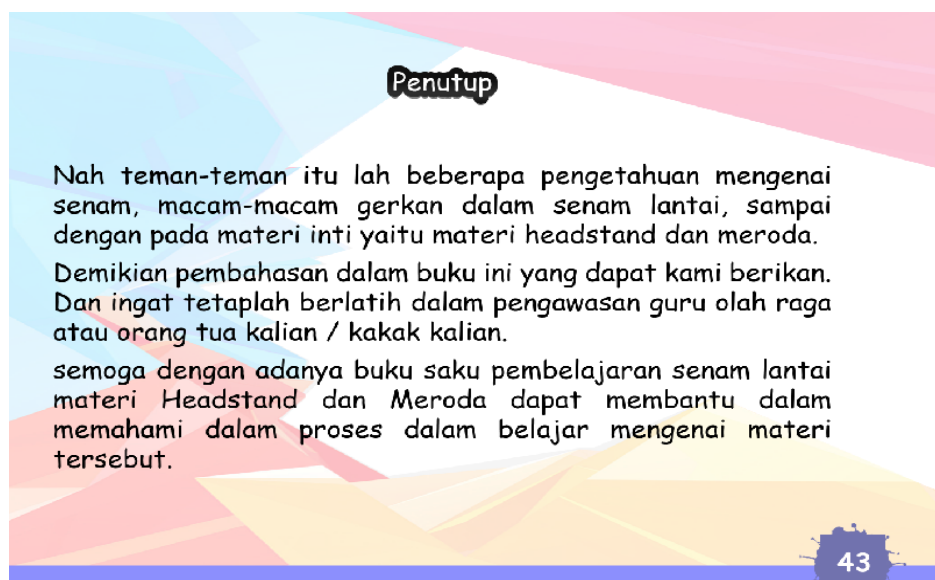 Penutup
Nah teman-teman itu lah beberapa pengetahuan mengenai
senam, macam-macam gerkan dalam senam lantai, sampai
dengan pada materi inti yaitu materi headstand dan meroda.
Demikian pembahasan dalam buku ini yang dapat kami berikan.
Dan ingat tetaplah berlatih dalam pengawasan guru olah raga
atau orang tua kalian / kakak kalian.
semoga dengan adanya buku saku pembelajaran senam lantai
materi Headstand dan Meroda dapat membantu dalam
memahami dalam proses dalam belajar mengenai materi
tersebut.
43